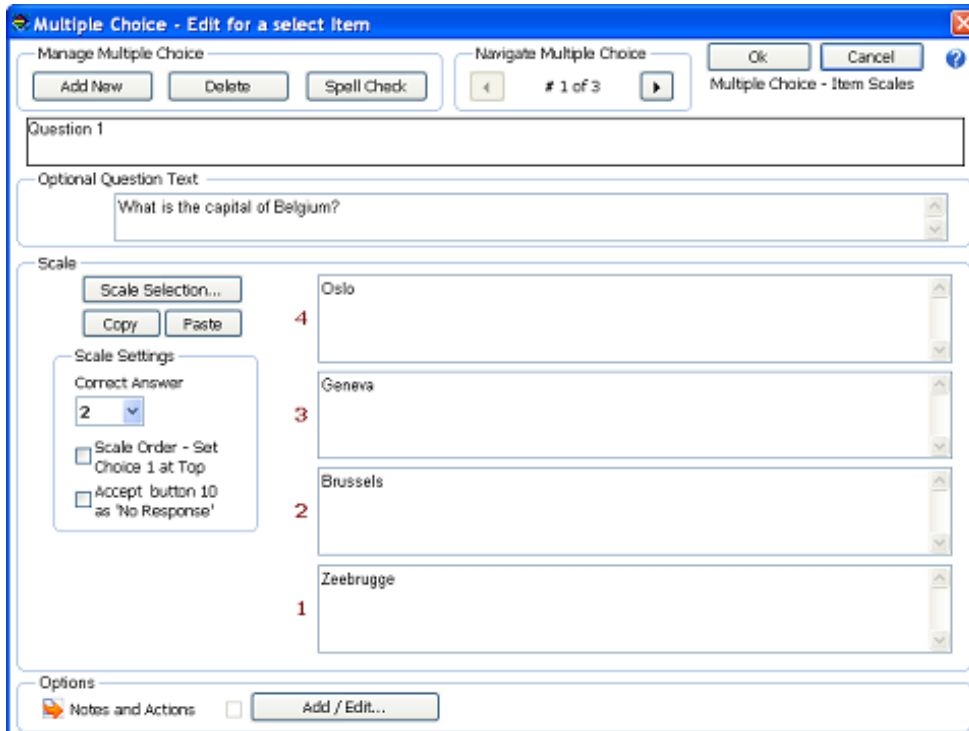 Multiple Choice - Edit for a select Item
Manage Multiple Choice
Add New Delete Spell Check
Navigate Multiple Choice
# 1 of 3
Ok Cancel
Multiple Choice - Item Scales
Question 1
Optional Question Text
What is the capital of Belgium?
Scale
Scale Selection...
Copy Paste
Scale Settings
Correct Answer
2
Scale Order - Set
Choice 1 at Top
Accept button 10
as 'No Response'
4 Oslo
3 Geneva
2 Brussels
1 Zeebrugge
Options
Notes and Actions Add / Edit...